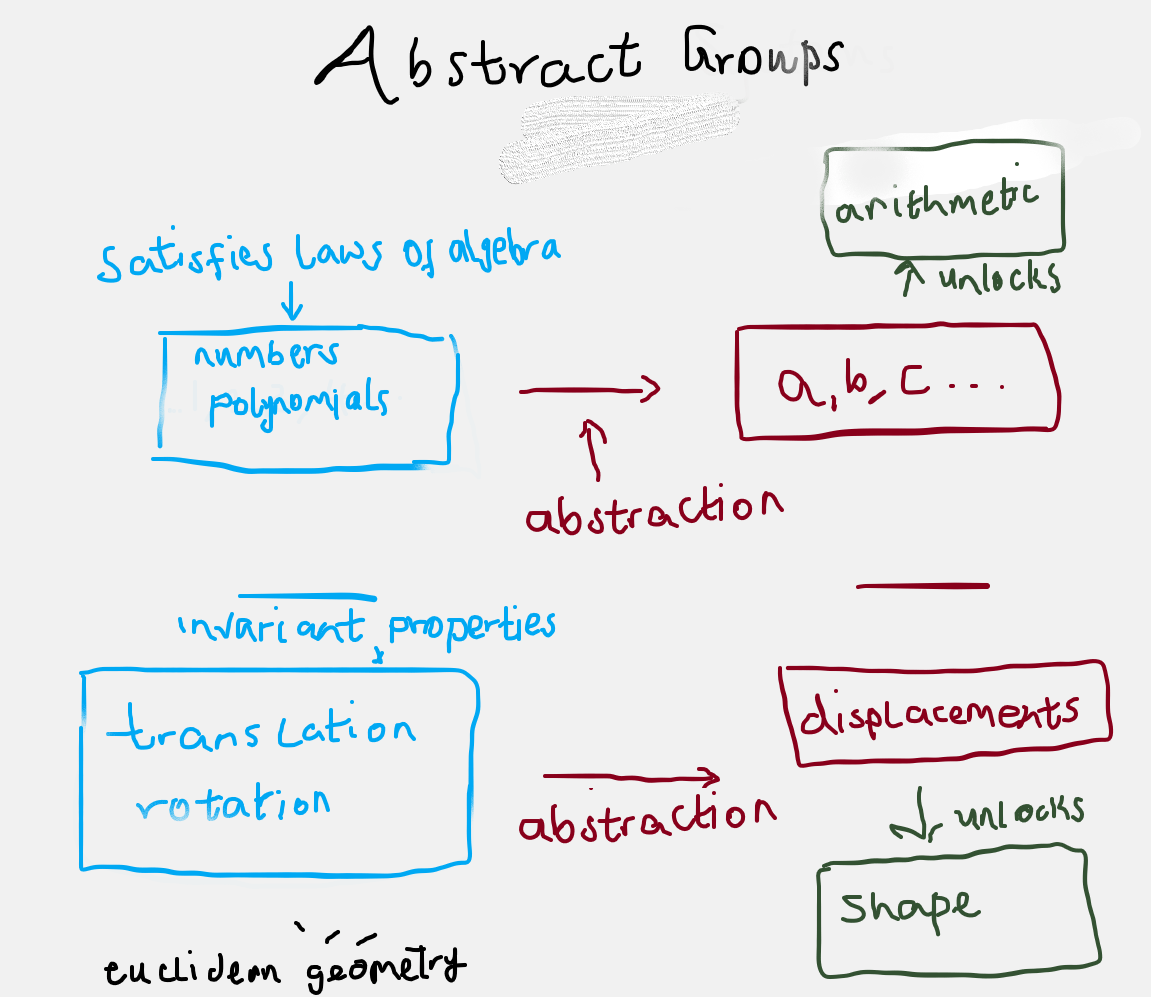 Abstract Groups
arithmetic
unlocks
Satisfies Laws of algebra
numbers
polynomials
a, b, c ...
abstraction
invariant properties
translation
rotation
abstraction
displacements
unlocks
shape
euclidean geometry